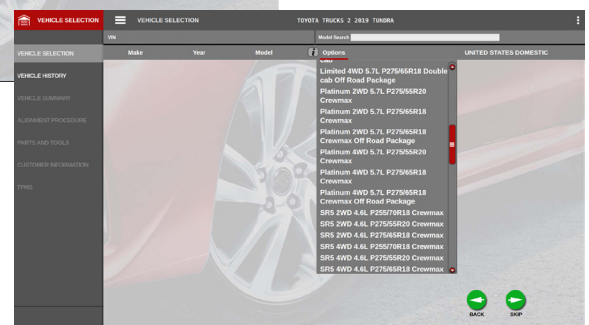 VEHICLE SELECTION
VEHICLE SELECTION
TOYOTA TRUCKS 2 2019 TUNDRA
VIN
Model Search
VEHICLE SELECTION
Make
Year
Model
i Options
UNITED STATES DOMESTIC
VEHICLE HISTORY
VEHICLE SUMMARY
ALIGNMENT PROCEDURE
PARTS AND TOOLS
CUSTOMER INFORMATION
TPMS
cab
Limited 4WD 5.7L P275/65R18 Double
cab Off Road Package
Platinum 2WD 5.7L P275/55R20
Crewmax
Platinum 2WD 5.7L P275/65R18
Crewmax
Platinum 2WD 5.7L P275/65R18
Crewmax Off Road Package
Platinum 4WD 5.7L P275/55R20
Crewmax
Platinum 4WD 5.7L P275/65R18
Crewmax
Platinum 4WD 5.7L P275/65R18
Crewmax Off Road Package
SR5 2WD 4.6L P255/70R18 Crewmax
SR5 2WD 4.6L P275/55R20 Crewmax
SR5 2WD 4.6L P275/65R18 Crewmax
SR5 4WD 4.6L P255/70R18 Crewmax
SR5 4WD 4.6L P275/55R20 Crewmax
SR5 4WD 4.6L P275/65R18 Crewmax
BACK
SKIP